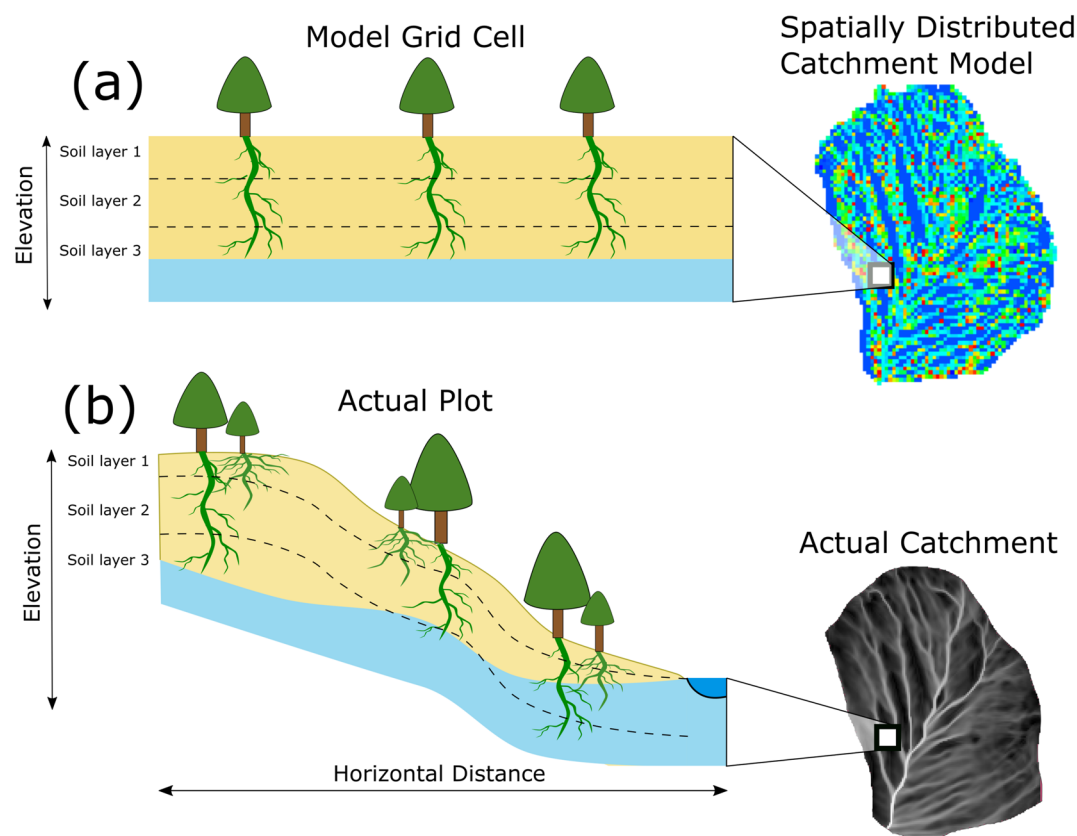 Model Grid Cell
Spatially Distributed
Catchment Model
(a)
Soil layer 1
Soil layer 2
Soil layer 3
Elevation
(b)
Actual Plot
Soil layer 1
Soil layer 2
Soil layer 3
Elevation
Actual Catchment
Horizontal Distance